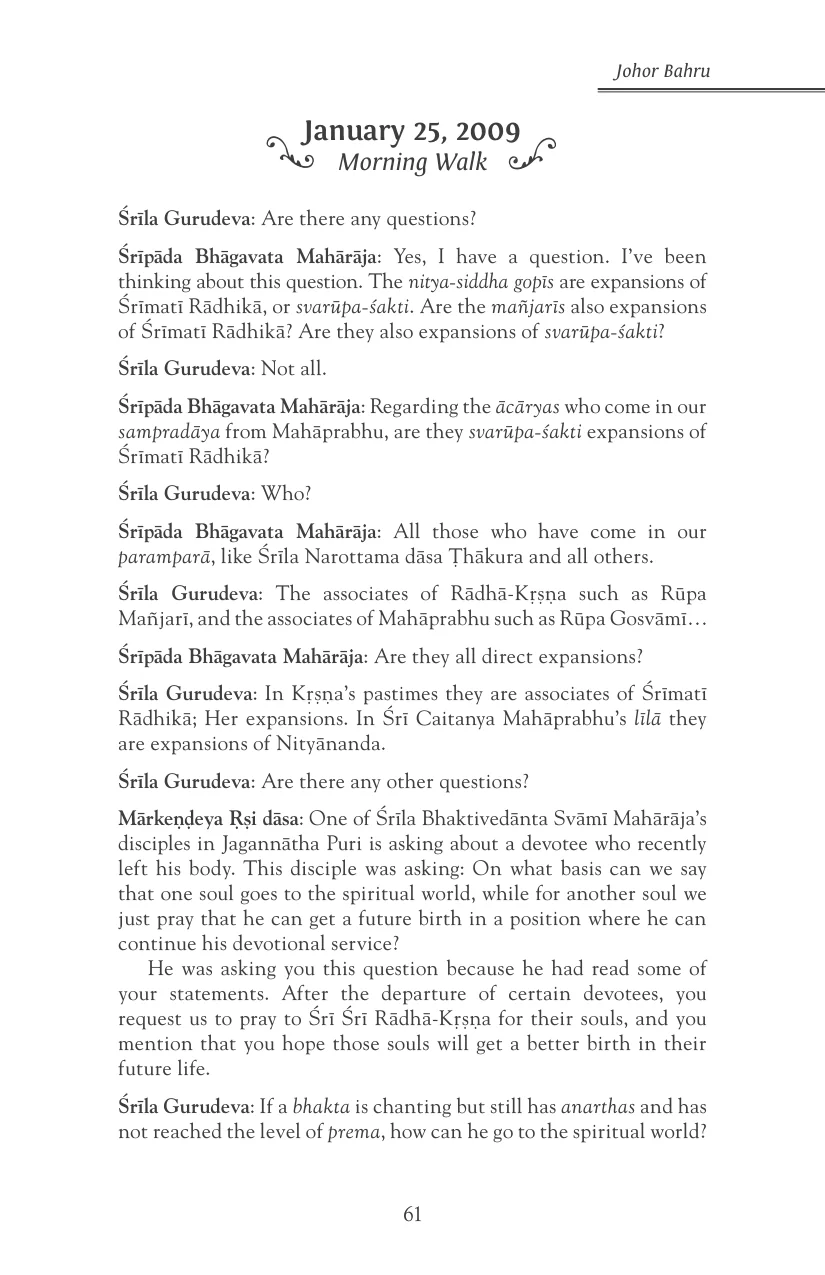 Johor Bahru
January 25, 2009
Morning Walk
Śrīla Gurudeva: Are there any questions?
Śrīpāda Bhāgavata Mahārāja: Yes, I have a question. I’ve been
thinking about this question. The nitya-siddha gopīs are expansions of
Śrīmatī Rādhikā, or svarūpa-śakti. Are the mañjarīs also expansions
of Śrīmatī Rādhikā? Are they also expansions of svarūpa-śakti?
Śrīla Gurudeva: Not all.
Śrīpāda Bhāgavata Mahārāja: Regarding the ācāryas who come in our
sampradāya from Mahāprabhu, are they svarūpa-śakti expansions of
Śrīmatī Rādhikā?
Śrīla Gurudeva: Who?
Śrīpāda Bhāgavata Mahārāja: All those who have come in our
paramparā, like Śrīla Narottama dāsa Ṭhākura and all others.
Śrīla Gurudeva: The associates of Rādhā-Kṛṣṇa such as Rūpa
Mañjarī, and the associates of Mahāprabhu such as Rūpa Gosvāmī…
Śrīpāda Bhāgavata Mahārāja: Are they all direct expansions?
Śrīla Gurudeva: In Kṛṣṇa’s pastimes they are associates of Śrīmatī
Rādhikā; Her expansions. In Śrī Caitanya Mahāprabhu’s līlā they
are expansions of Nityānanda.
Śrīla Gurudeva: Are there any other questions?
Mārkeṇḍeya Ṛṣi dāsa: One of Śrīla Bhaktivedānta Svāmī Mahārāja’s
disciples in Jagannātha Puri is asking about a devotee who recently
left his body. This disciple was asking: On what basis can we say
that one soul goes to the spiritual world, while for another soul we
just pray that he can get a future birth in a position where he can
continue his devotional service?
He was asking you this question because he had read some of
your statements. After the departure of certain devotees, you
request us to pray to Śrī Śrī Rādhā-Kṛṣṇa for their souls, and you
mention that you hope those souls will get a better birth in their
future life.
Śrīla Gurudeva: If a bhakta is chanting but still has anarthas and has
not reached the level of prema, how can he go to the spiritual world?
61